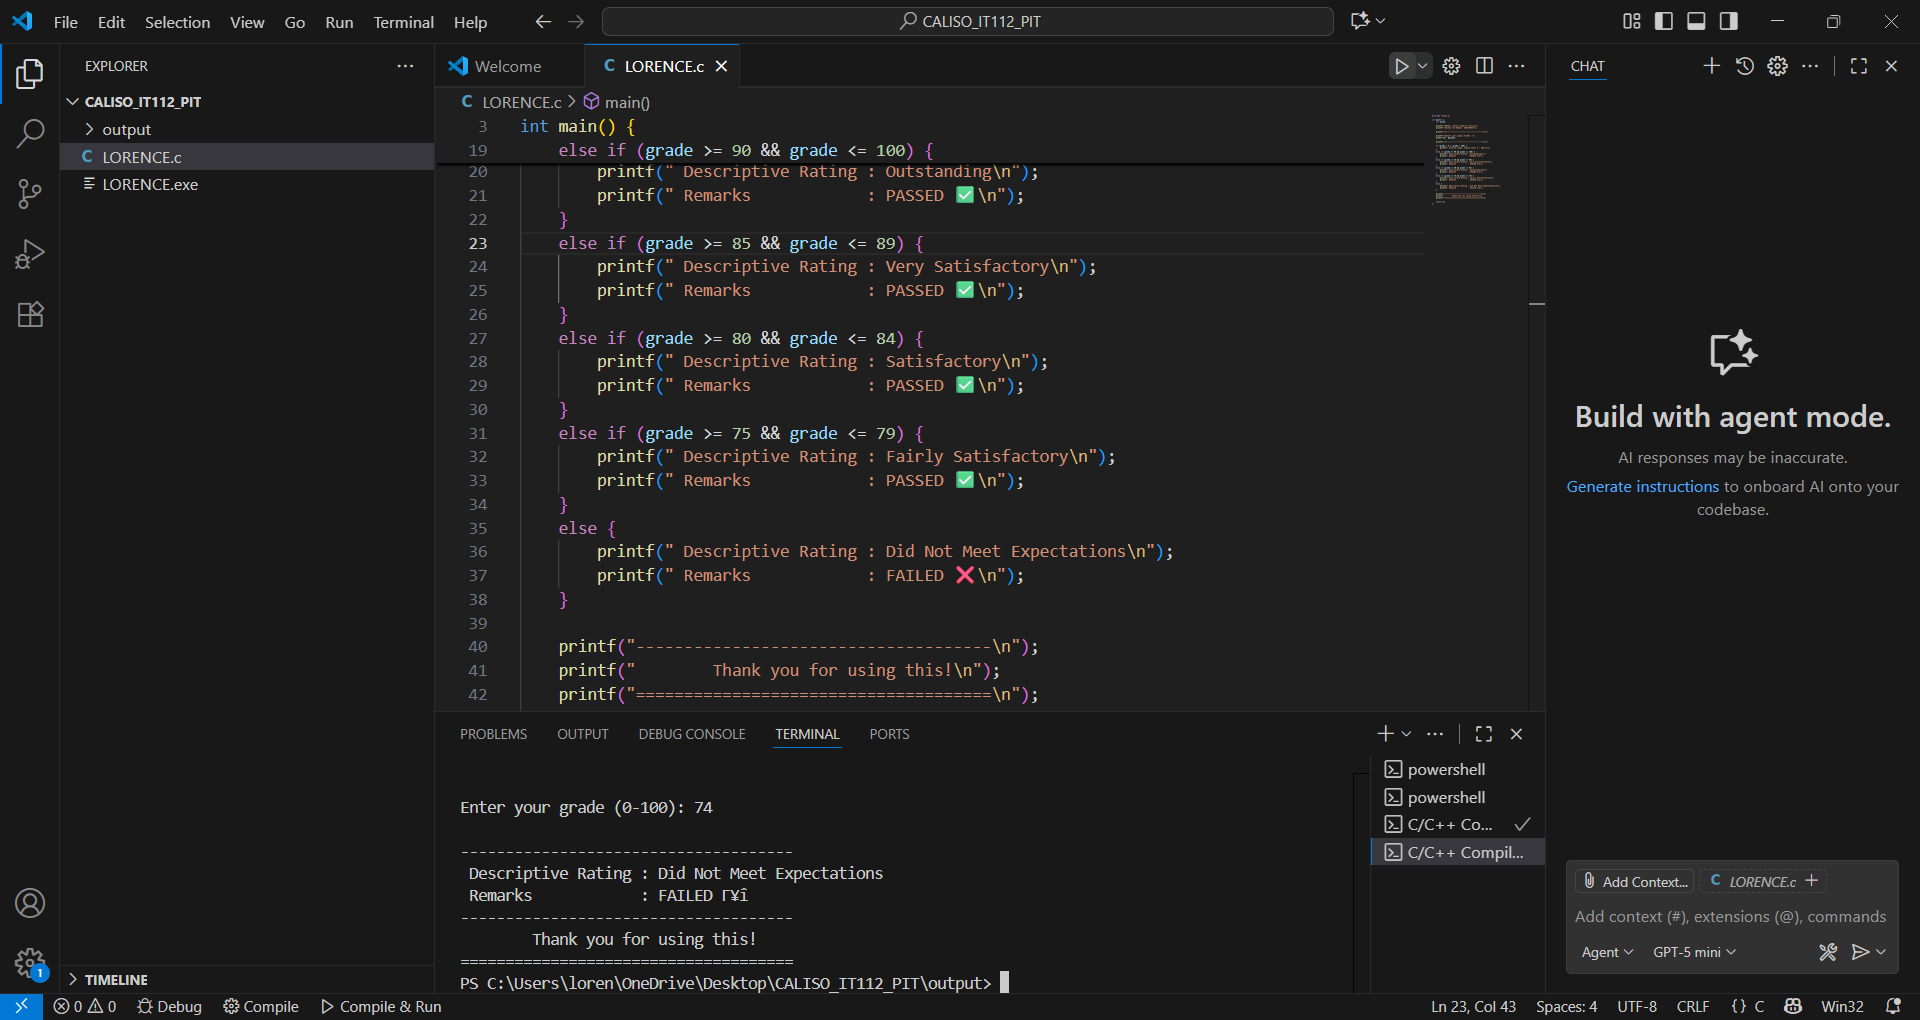 File Edit Selection View Go Run Terminal Help
CALISO_IT112_PIT
EXPLORER
CALISO_IT112_PIT
output
C LORENCE.c
LORENCE.exe
TIMELINE
Welcome
C LORENCE.c
C LORENCE.c > main()
3 int main() {
19 else if (grade >= 90 && grade <= 100) {
20 printf(" Descriptive Rating : Outstanding\n");
21 printf(" Remarks            : PASSED ✅\n");
22 }
23 else if (grade >= 85 && grade <= 89) {
24 printf(" Descriptive Rating : Very Satisfactory\n");
25 printf(" Remarks            : PASSED ✅\n");
26 }
27 else if (grade >= 80 && grade <= 84) {
28 printf(" Descriptive Rating : Satisfactory\n");
29 printf(" Remarks            : PASSED ✅\n");
30 }
31 else if (grade >= 75 && grade <= 79) {
32 printf(" Descriptive Rating : Fairly Satisfactory\n");
33 printf(" Remarks            : PASSED ✅\n");
34 }
35 else {
36 printf(" Descriptive Rating : Did Not Meet Expectations\n");
37 printf(" Remarks            : FAILED ❌\n");
38 }
39
40 printf("-------------------------------------\n");
41 printf("        Thank you for using this!\n");
42 printf("=====================================\n");
PROBLEMS OUTPUT DEBUG CONSOLE TERMINAL PORTS
Enter your grade (0-100): 74
-------------------------------------
Descriptive Rating : Did Not Meet Expectations
Remarks            : FAILED Γ¥î
-------------------------------------
Thank you for using this!
=====================================
PS C:\Users\loren\OneDrive\Desktop\CALISO_IT112_PIT\output>
powershell
powershell
C/C++ Co...
C/C++ Compil...
CHAT
Build with agent mode.
AI responses may be inaccurate.
Generate instructions to onboard AI onto your
codebase.
Add Context... C LORENCE.c +
Add context (#), extensions (@), commands
Agent GPT-5 mini
1
0 0 Debug Compile Compile & Run
Ln 23, Col 43 Spaces: 4 UTF-8 CRLF {} C Win32